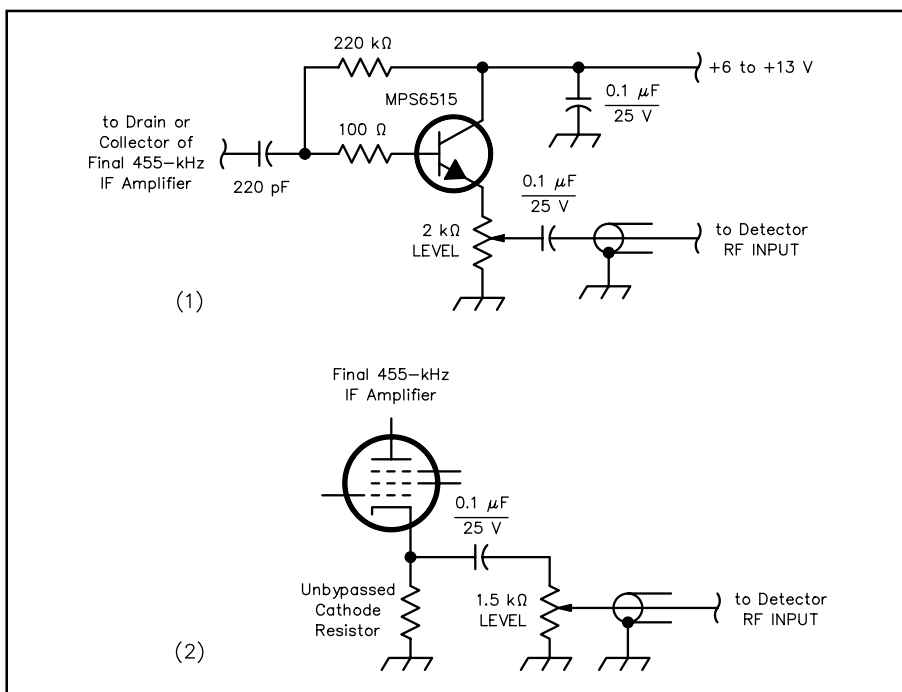 220 kΩ
+6 to +13 V
MPS6515
0.1 μF
25 V
to Drain or
Collector of
Final 455–kHz
IF Amplifier
100 Ω
220 pF
0.1 μF
25 V
2 kΩ
LEVEL
to Detector
RF INPUT
(1)
Final 455–kHz
IF Amplifier
0.1 μF
25 V
Unbypassed
Cathode
Resistor
1.5 kΩ
LEVEL
to Detector
RF INPUT
(2)